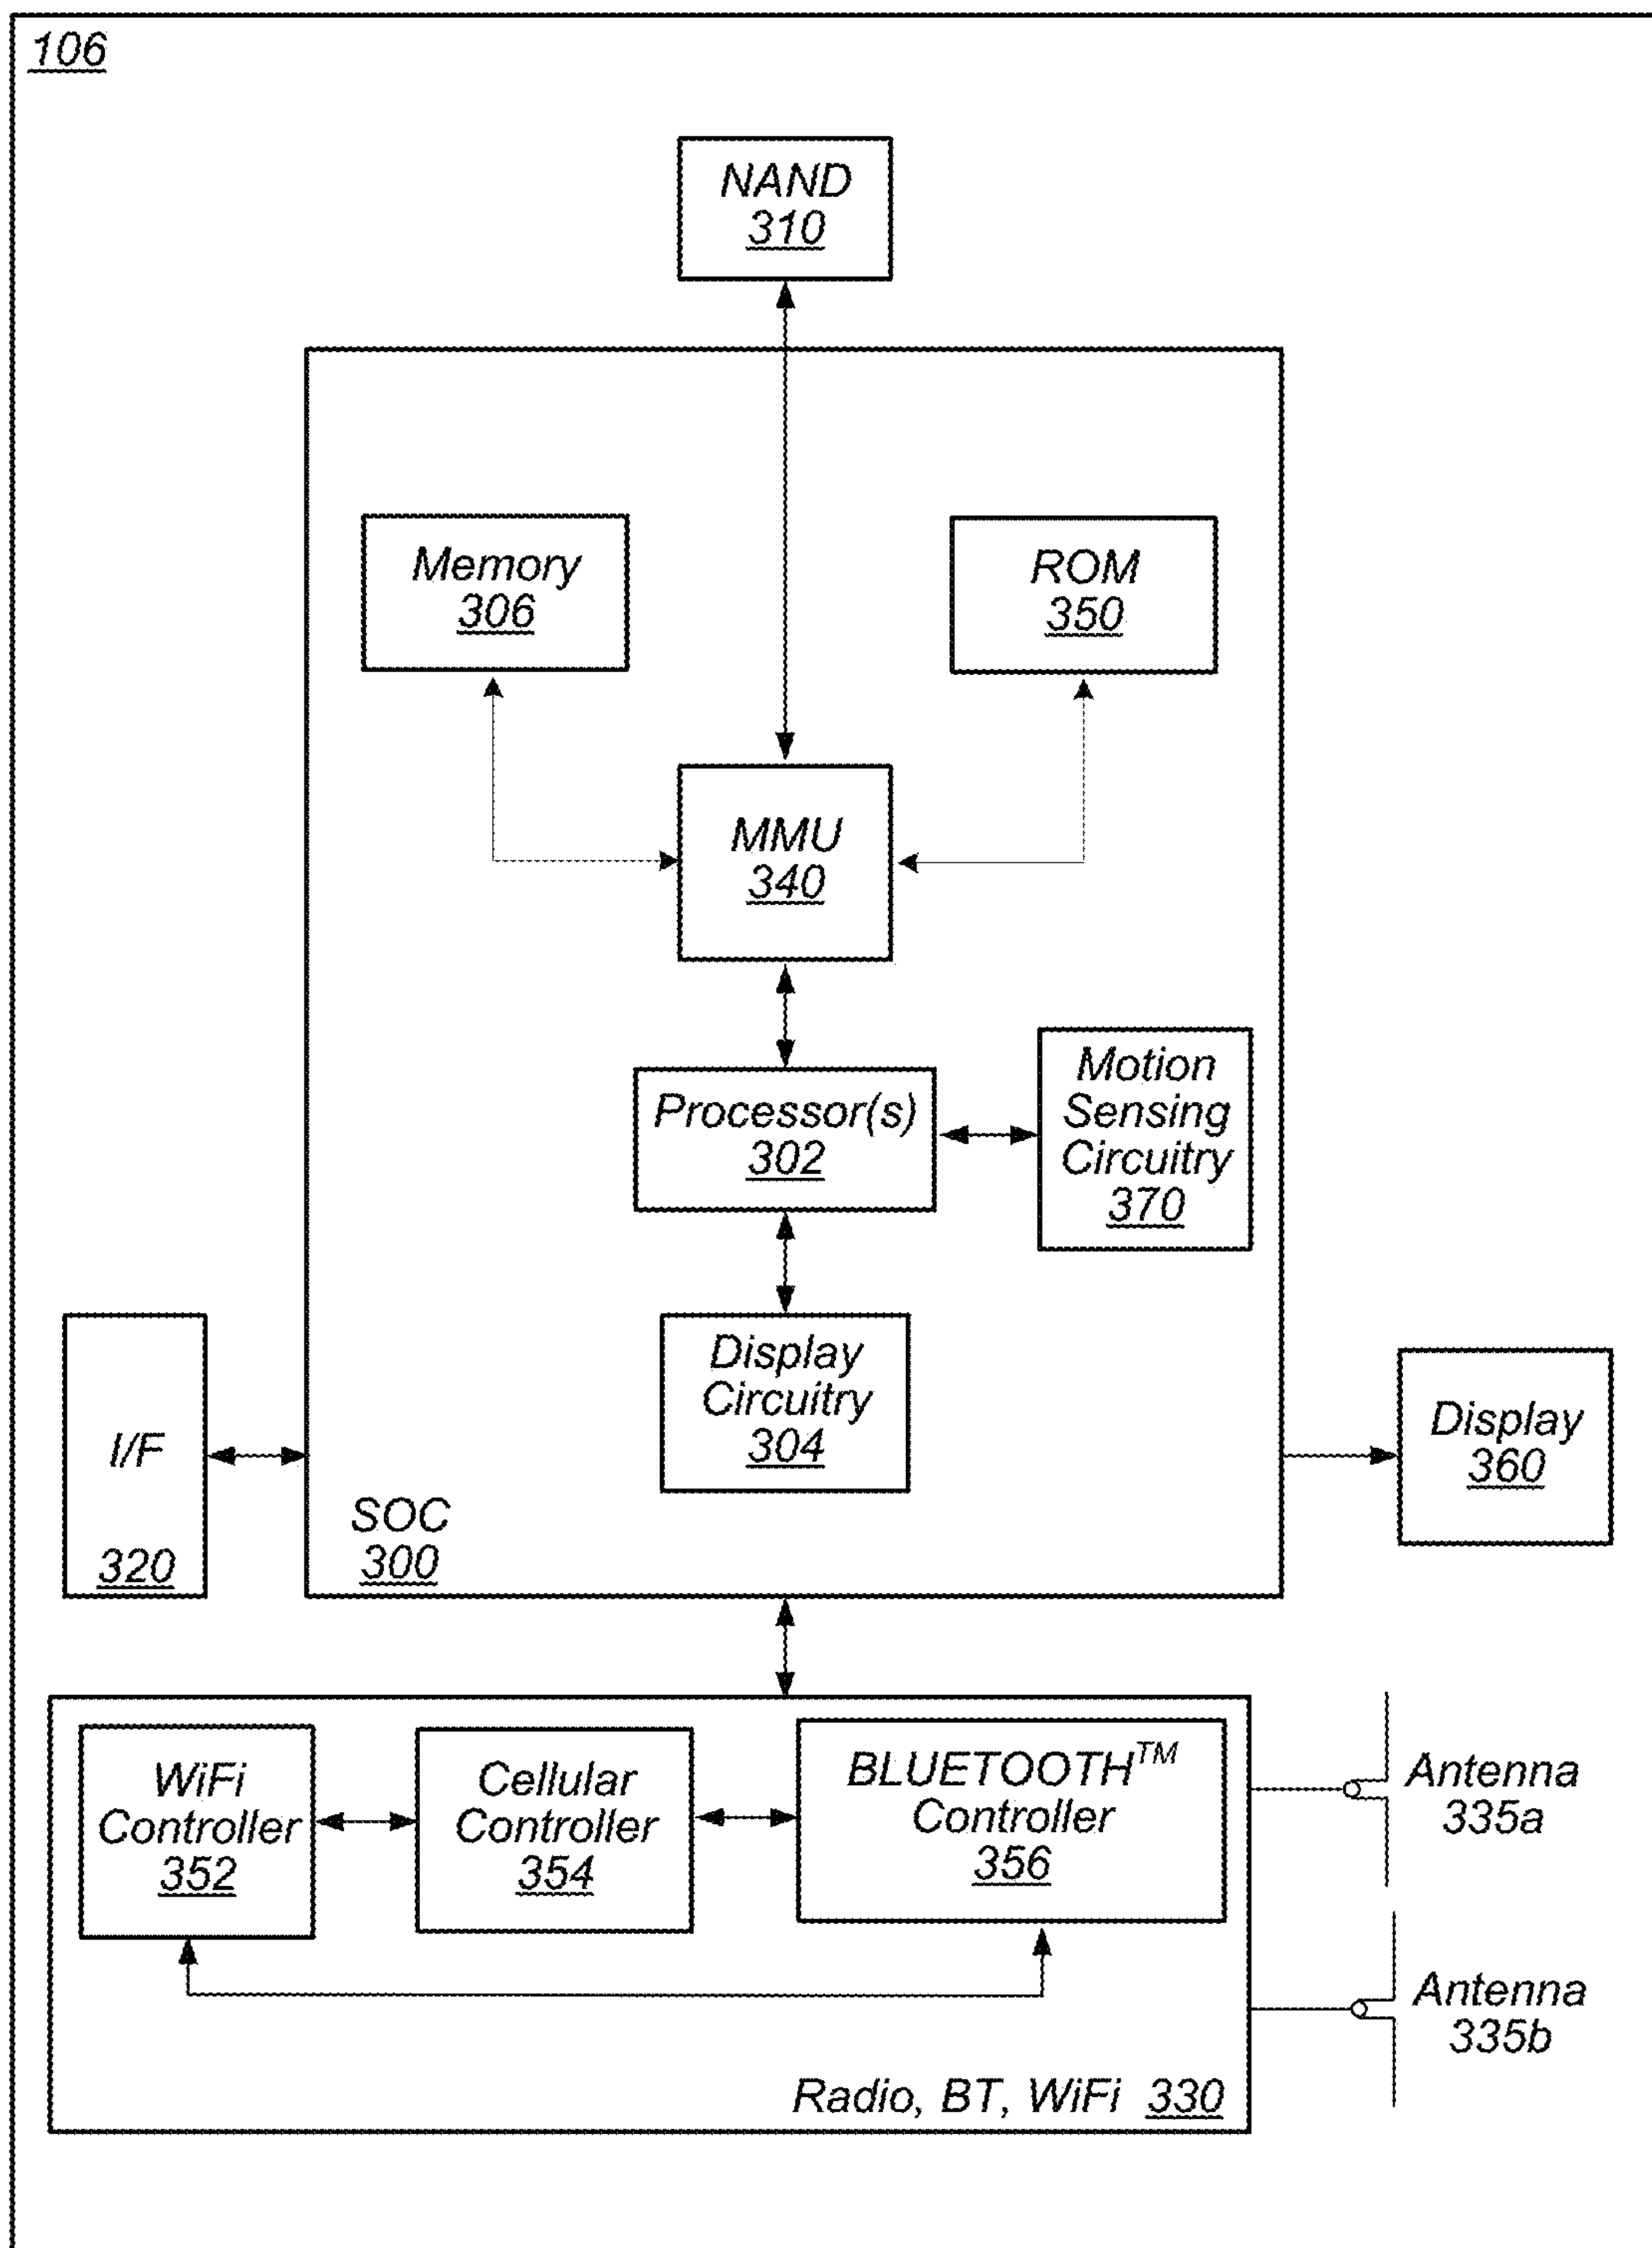 106
NAND
310
Memory
306
ROM
350
MMU
340
Processor(s)
302
Motion
Sensing
Circuitry
370
Display
Circuitry
304
I/F
320
SOC
300
Display
360
WiFi
Controller
352
Cellular
Controller
354
BLUETOOTH™
Controller
356
Antenna
335a
Antenna
335b
Radio, BT, WiFi 330